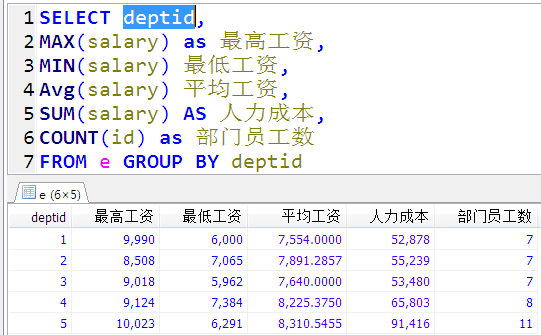 1 SELECT deptid,
2 MAX(salary) as 最高工资,
3 MIN(salary) 最低工资,
4 Avg(salary) 平均工资,
5 SUM(salary) AS 人力成本,
6 COUNT(id) as 部门员工数
7 FROM e GROUP BY deptid
e (6×5)
deptid 最高工资 最低工资 平均工资 人力成本 部门员工数
1 9,990 6,000 7,554.0000 52,878 7
2 8,508 7,065 7,891.2857 55,239 7
3 9,018 5,962 7,640.0000 53,480 7
4 9,124 7,384 8,225.3750 65,803 8
5 10,023 6,291 8,310.5455 91,416 11